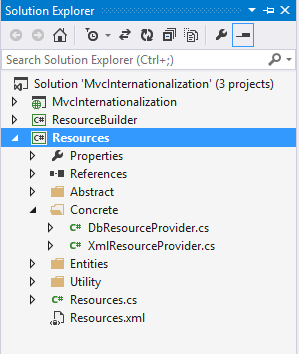 Solution Explorer
Search Solution Explorer (Ctrl+;)
Solution 'MvcInternationalization' (3 projects)
MvcInternationalization
C# ResourceBuilder
C# Resources
Properties
References
Abstract
Concrete
C# DbResourceProvider.cs
C# XmlResourceProvider.cs
Entities
Utility
C# Resources.cs
Resources.xml